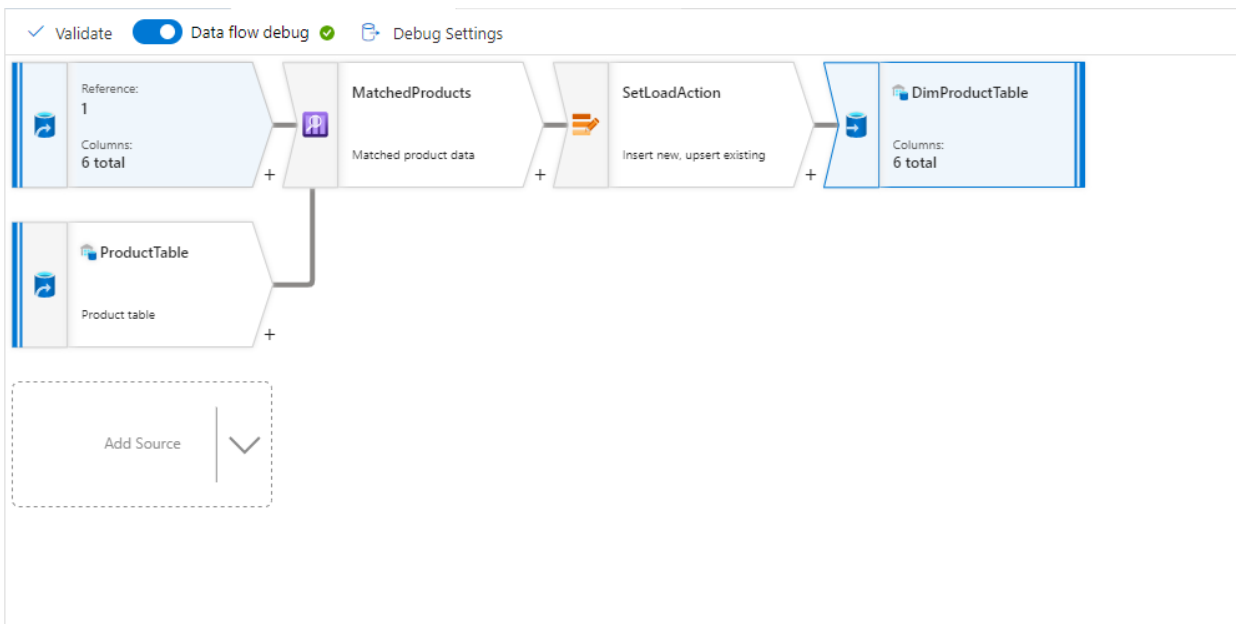 Validate
Data flow debug
Debug Settings
Reference:
1
Columns:
6 total
+
MatchedProducts
Matched product data
+
SetLoadAction
Insert new, upsert existing
+
DimProductTable
Columns:
6 total
ProductTable
Product table
+
Add Source